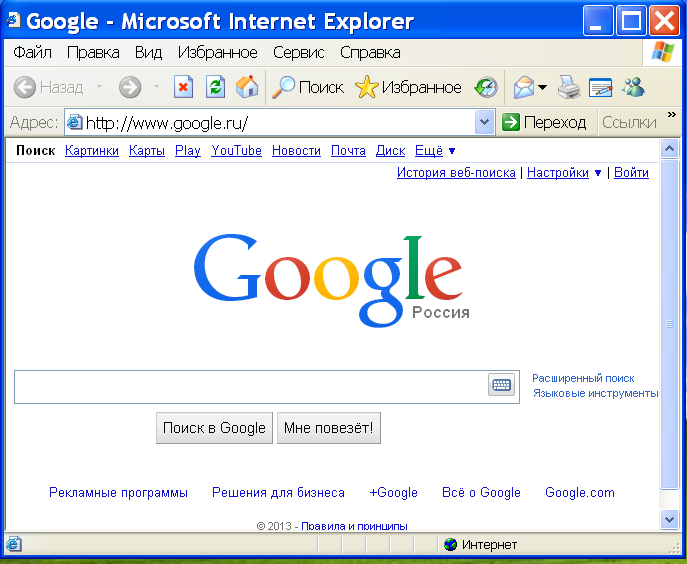 Google - Microsoft Internet Explorer
Файл Правка Вид Избранное Сервис Справка
Назад Поиск Избранное
Адрес: http://www.google.ru/ Переход Ссылки »
Поиск Картинки Карты Play YouTube Новости Почта Диск Ещё ▼
История веб-поиска | Настройки ▼ | Войти
Google
Россия
Расширенный поиск
Языковые инструменты
Поиск в Google Мне повезёт!
Рекламные программы Решения для бизнеса +Google Всё о Google Google.com
© 2013 - Правила и принципы
Интернет